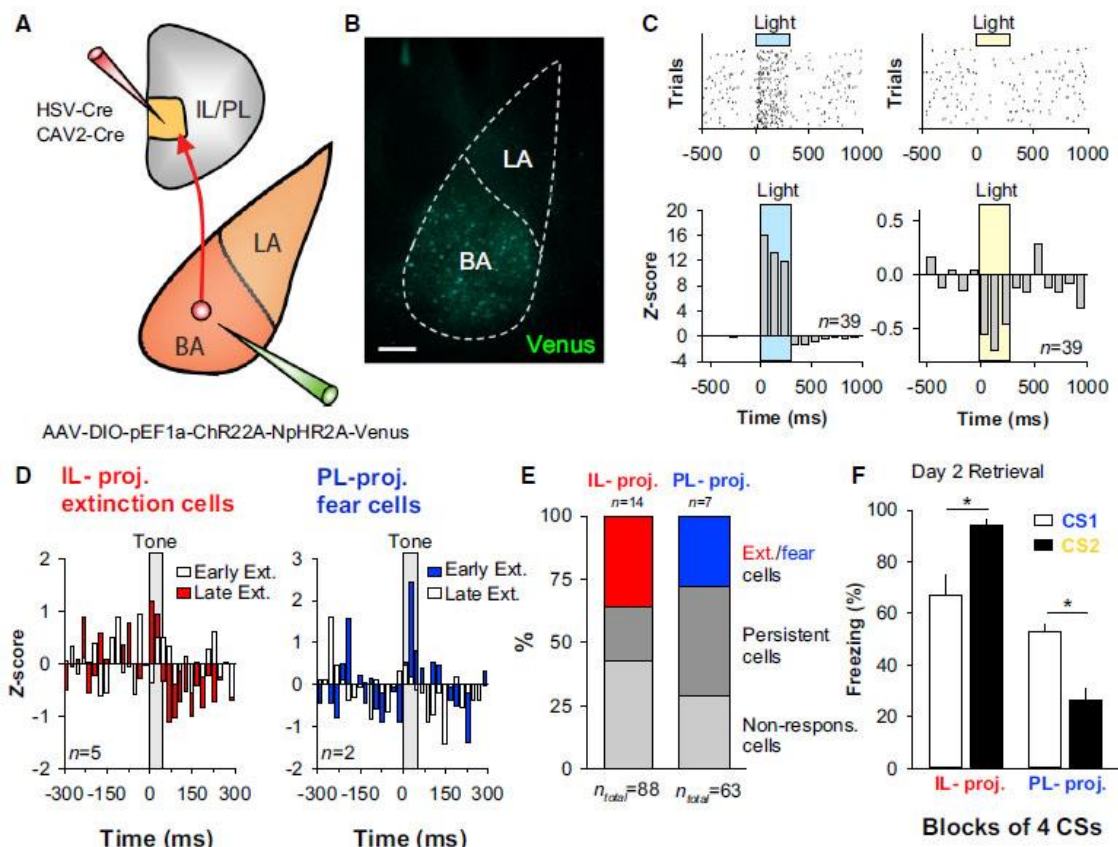 A
HSV-Cre
CAV2-Cre
IL/PL
LA
BA
AAV-DIO-pEF1a-ChR22A-NpHR2A-Venus
B
LA
BA
Venus
C
Light
Light
Trials
Trials
-500 0 500 1000
-500 0 500 1000
Light
Light
Z-score
20
16
12
8
4
0
-4
n=39
-500 0 500 1000
Time (ms)
0.5
0.0
-0.5
n=39
-500 0 500 1000
Time (ms)
D
IL- proj.
extinction cells
Tone
Early Ext.
Late Ext.
Z-score
2
1
0
-1
-2
n=5
-300 -150 0 150 300
Time (ms)
PL-proj.
fear cells
Tone
Early Ext.
Late Ext.
3
2
1
0
-1
-2
n=2
-300 -150 0 150 300
Time (ms)
E
IL- proj.
PL- proj.
n=14
n=7
%
100
75
50
25
0
Ext./fear
cells
Persistent
cells
Non-respons.
cells
ntotal=88
ntotal=63
F
Day 2 Retrieval
CS1
CS2
Freezing (%)
100
80
60
40
20
0
*
*
IL- proj.
PL- proj.
Blocks of 4 CSs